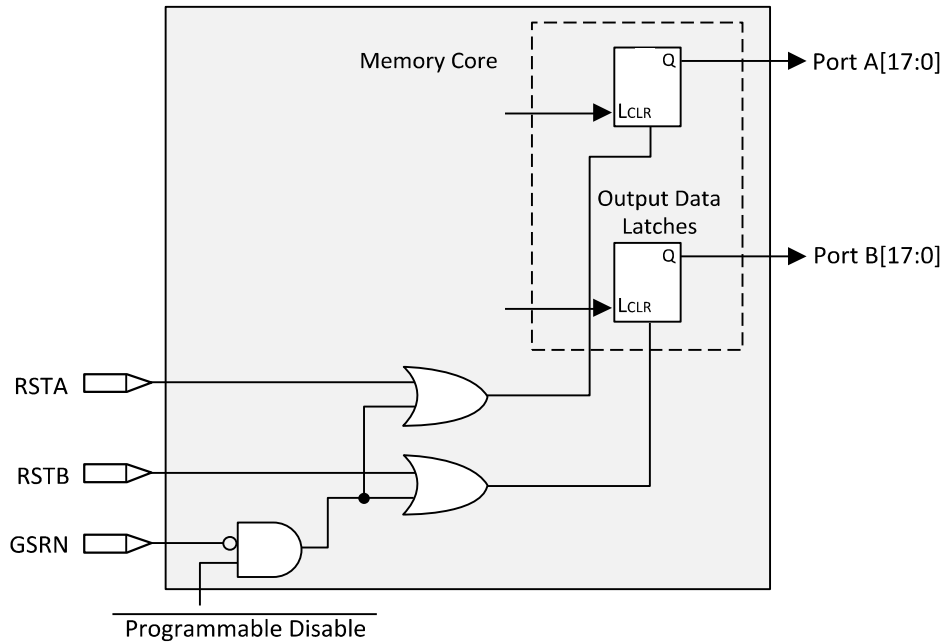 Memory Core
Q
Port A[17:0]
LCLR
Output Data
Latches
Q
Port B[17:0]
LCLR
RSTA
RSTB
GSRN
Programmable Disable